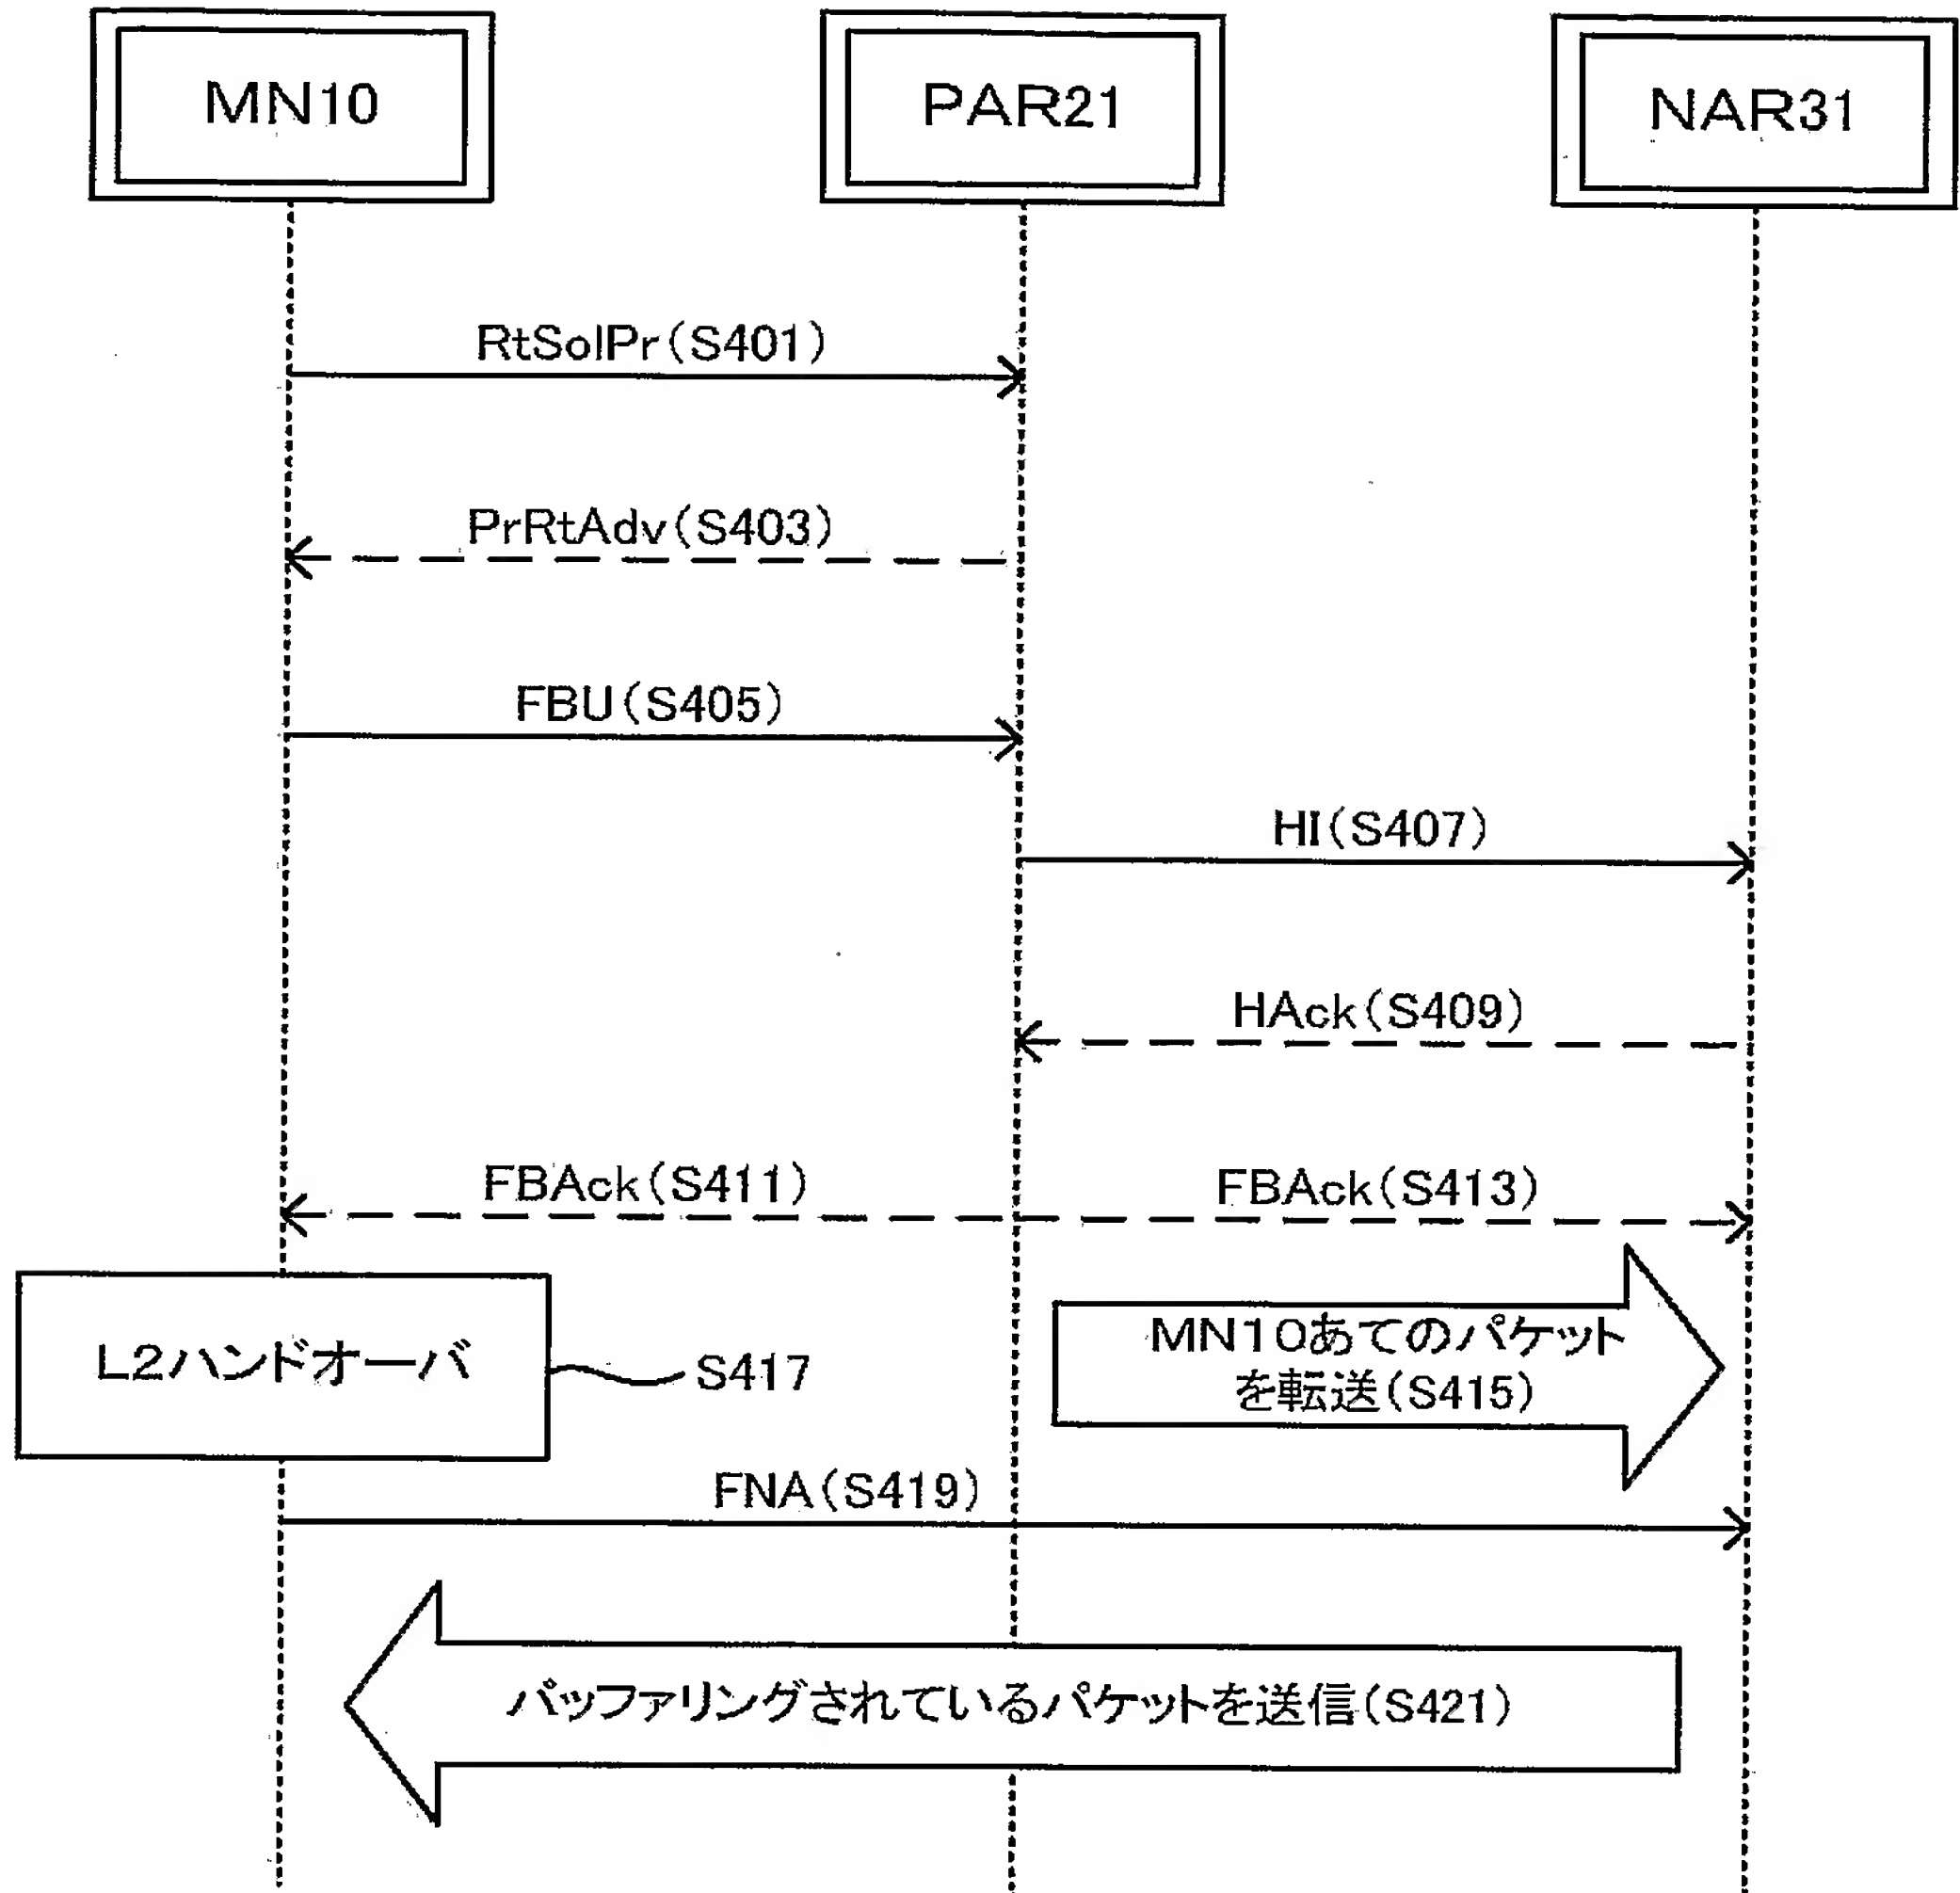 MN10
PAR21
NAR31
RtSolPr(S401)
PrRtAdv(S403)
FBU(S405)
HI(S407)
HAck(S409)
FBAck(S411)
FBAck(S413)
L2ハンドオーバ
S417
MN10あてのパケット
を転送(S415)
FNA(S419)
バッファリングされているパケットを送信(S421)